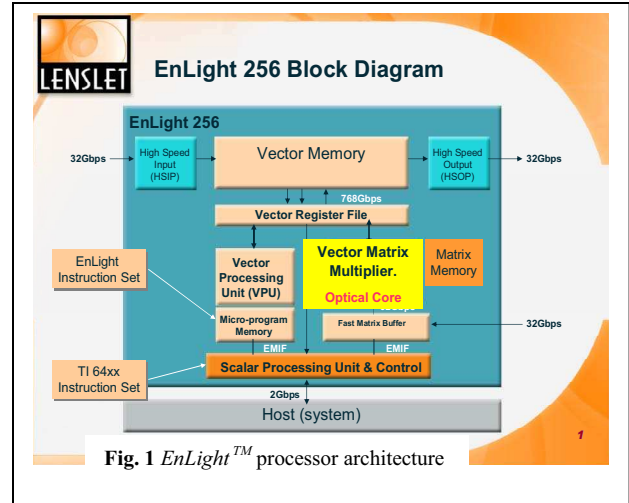 LENSLET
EnLight 256 Block Diagram
EnLight 256
32Gbps
High Speed
Input
(HSIP)
Vector Memory
High Speed
Output
(HSOP)
32Gbps
768Gbps
Vector Register File
EnLight
Instruction Set
Vector
Processing
Unit (VPU)
Vector Matrix
Multiplier.
Optical Core
Matrix
Memory
Micro-program
Memory
Fast Matrix Buffer
32Gbps
EMIF
EMIF
TI 64xx
Instruction Set
Scalar Processing Unit & Control
2Gbps
Host (system)
1
Fig. 1 EnLight™ processor architecture